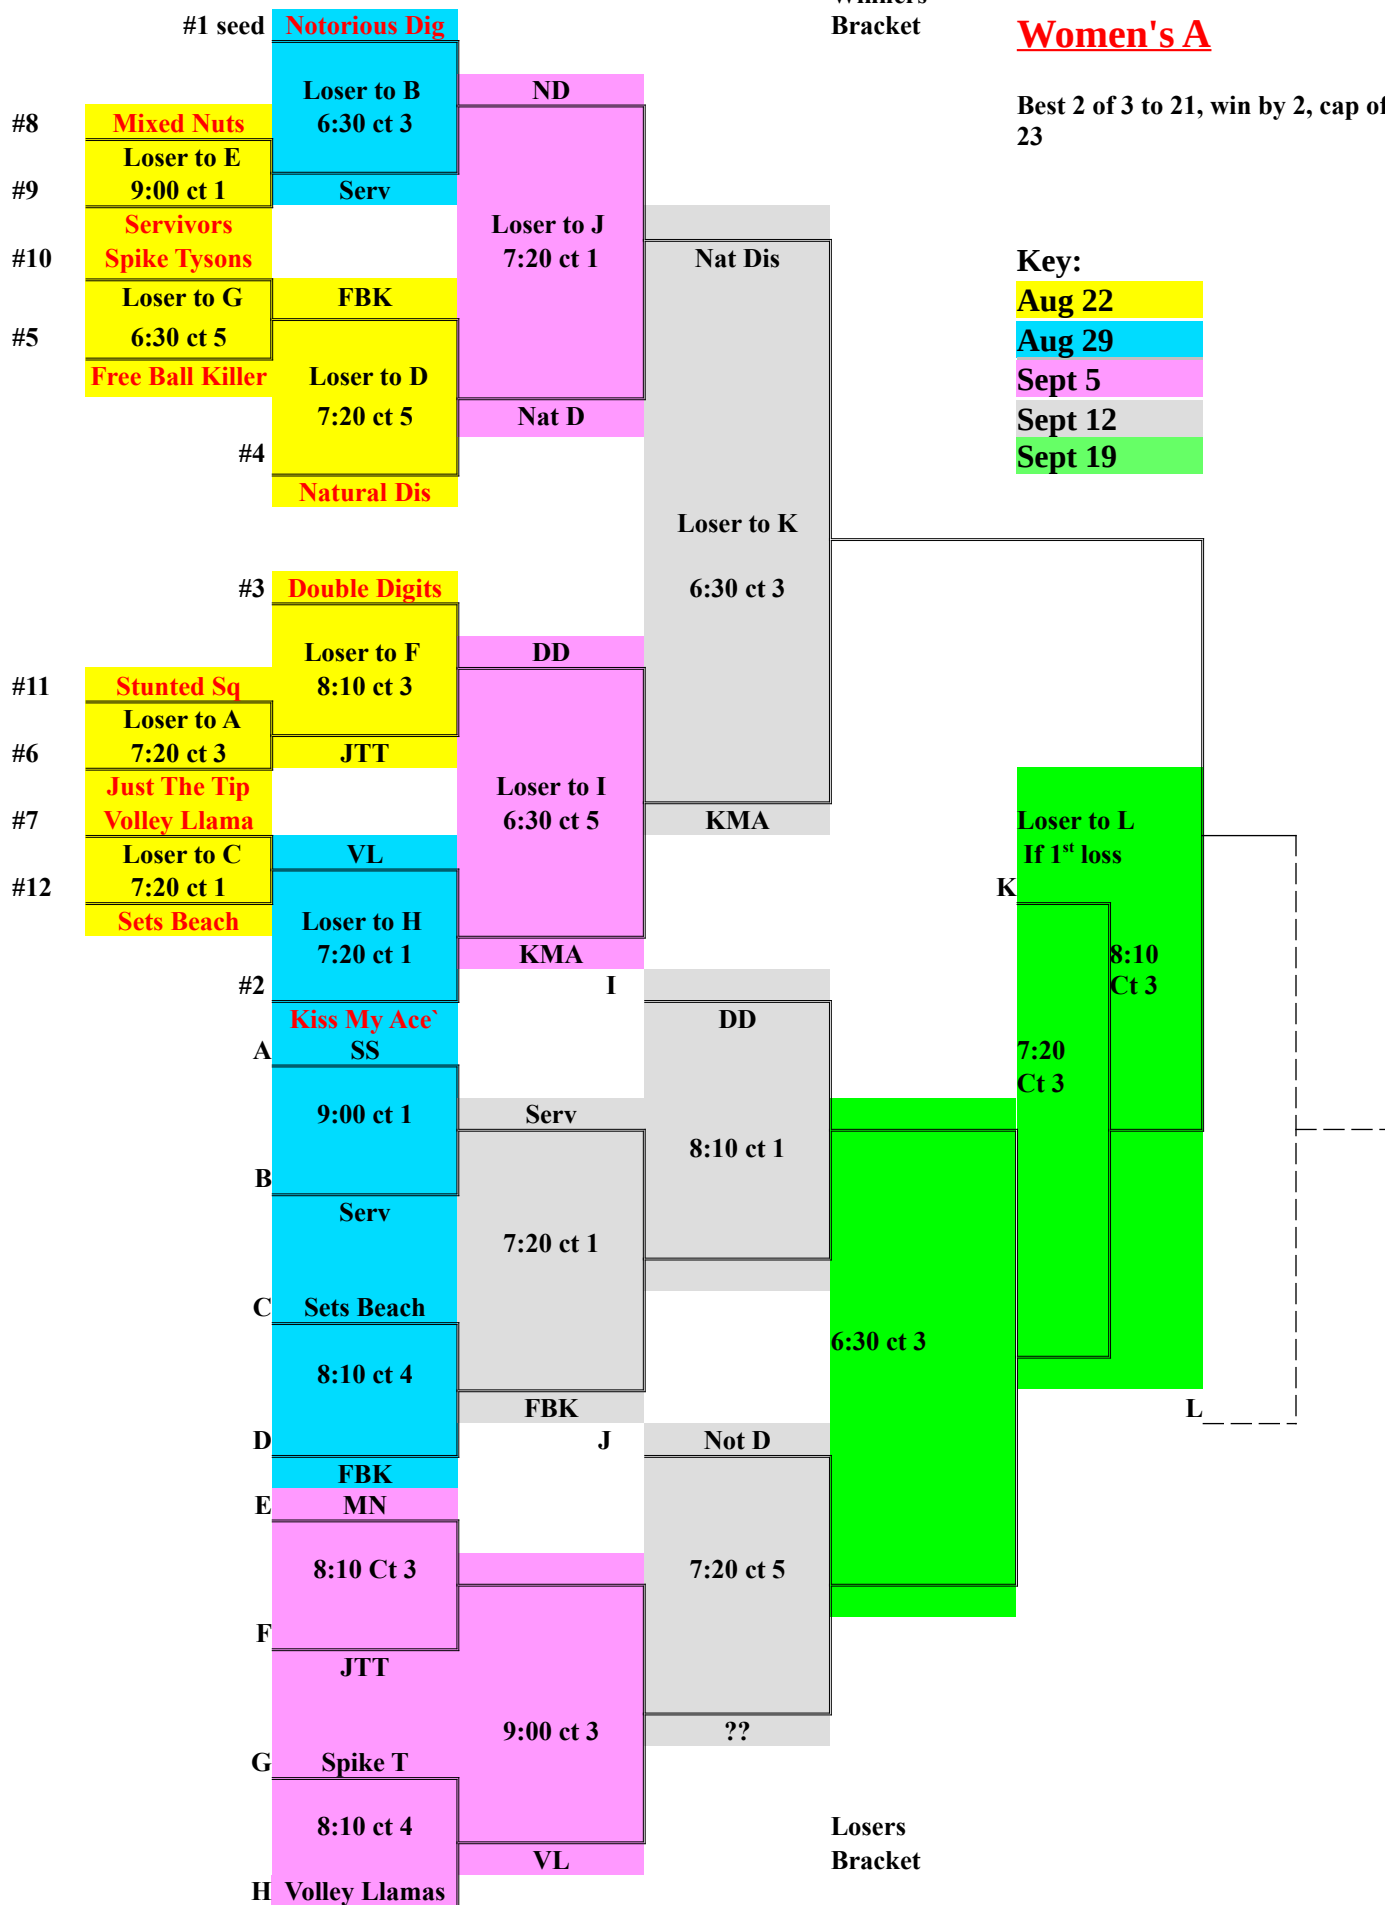 Winners
#1 seed Notorious Dig Bracket
Women's A
Loser to B ND
#8 Mixed Nuts 6:30 ct 3
Best 2 of 3 to 21, win by 2, cap of
23
Loser to E
#9 9:00 ct 1 Serv
Servivors Loser to J
#10 Spike Tysons 7:20 ct 1 Nat Dis Key:
Loser to G FBK Aug 22
#5 6:30 ct 5 Aug 29
Free Ball Killer Loser to D Sept 5
7:20 ct 5 Nat D Sept 12
#4 Sept 19
Natural Dis
Loser to K
#3 Double Digits 6:30 ct 3
Loser to F DD
#11 Stunted Sq 8:10 ct 3
Loser to A
#6 7:20 ct 3 JTT
Just The Tip Loser to I
#7 Volley Llama 6:30 ct 5 KMA Loser to L
Loser to C VL If 1st loss
#12 7:20 ct 1 K
Sets Beach Loser to H
7:20 ct 1 KMA 8:10
#2 I Ct 3
Kiss My Ace` DD
A SS 7:20
Ct 3
9:00 ct 1 Serv
8:10 ct 1
B
Serv
7:20 ct 1
C Sets Beach
6:30 ct 3
8:10 ct 4
FBK L
D J Not D
FBK
E MN
8:10 Ct 3 7:20 ct 5
F
JTT
9:00 ct 3 ??
G Spike T
8:10 ct 4 Losers
VL Bracket
H Volley Llamas